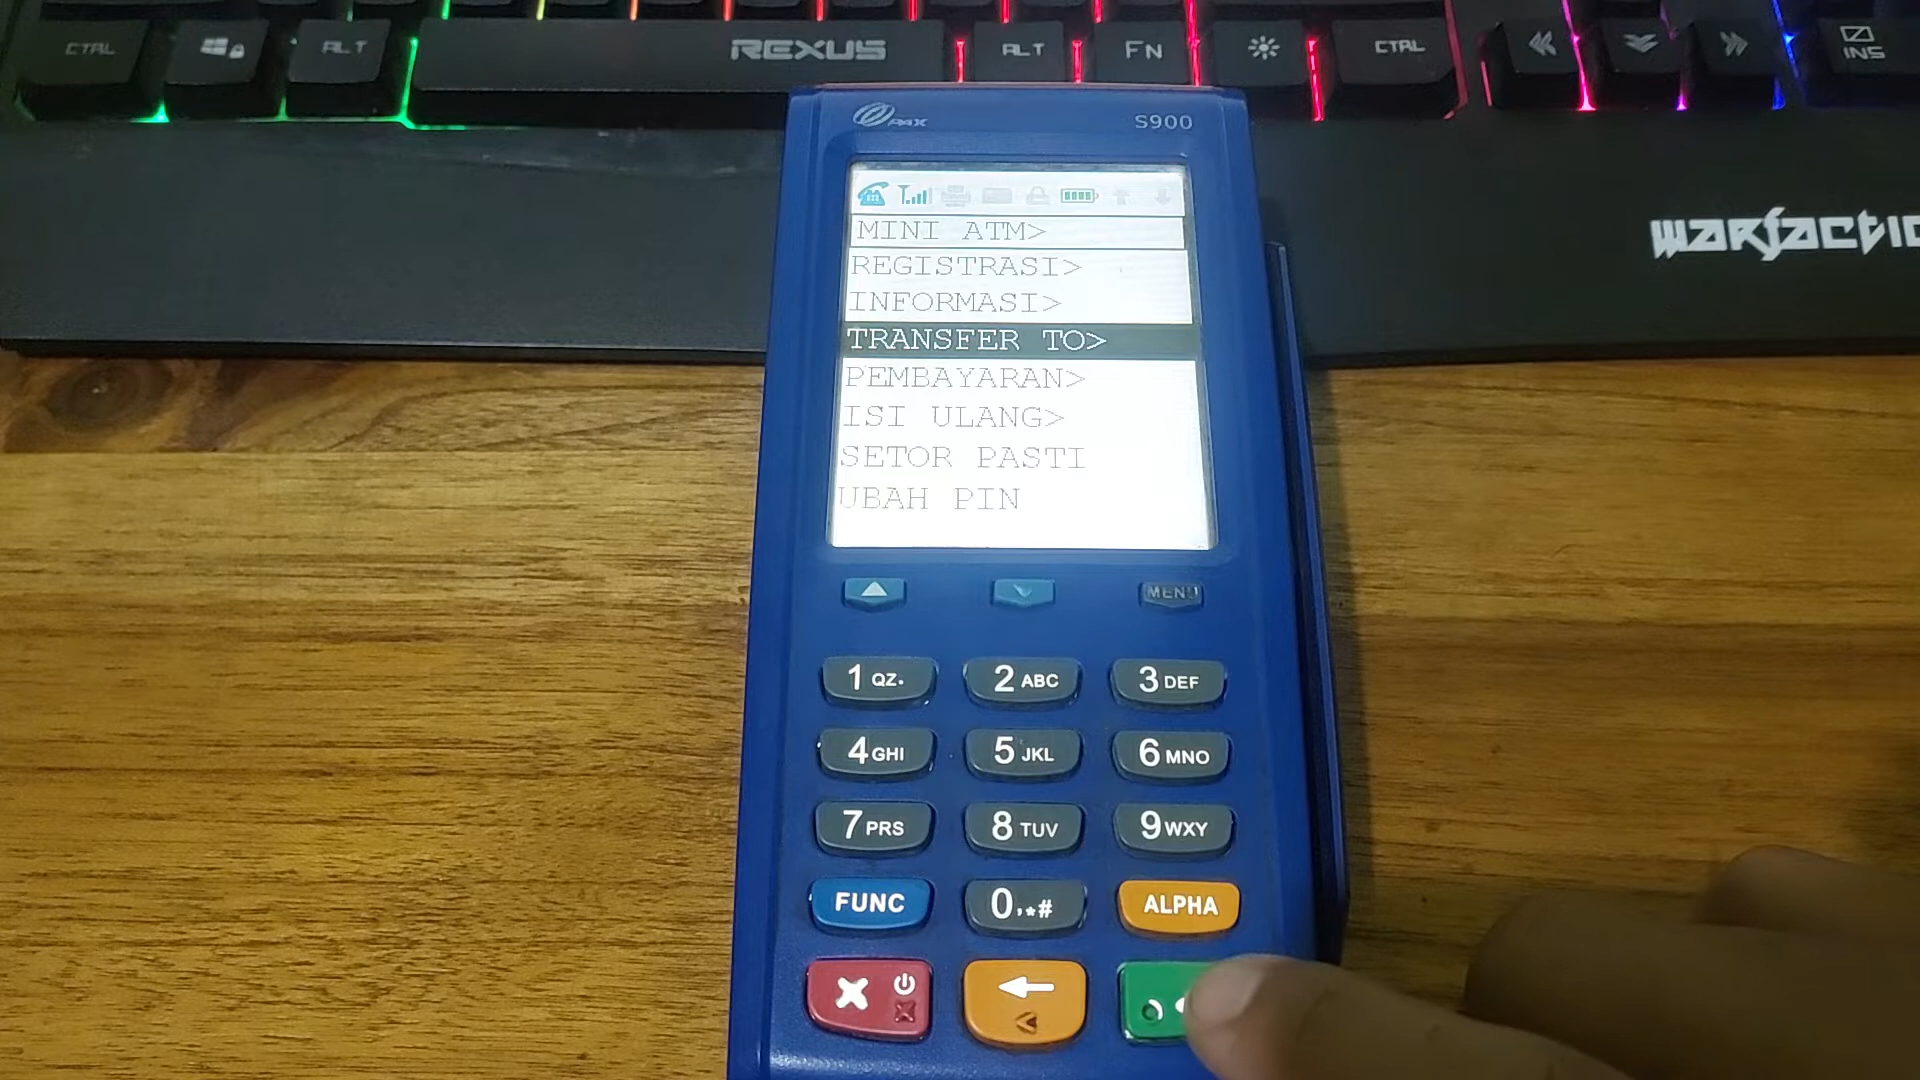 CTRL ALT REXUS ALT FN CTRL INS
PAX S900
WARFACTIO
MINI ATM>
REGISTRASI>
INFORMASI>
TRANSFER TO>
PEMBAYARAN>
ISI ULANG>
SETOR PASTI
UBAH PIN
MENU
1 QZ. 2 ABC 3 DEF
4 GHI 5 JKL 6 MNO
7 PRS 8 TUV 9 WXY
FUNC 0,*# ALPHA